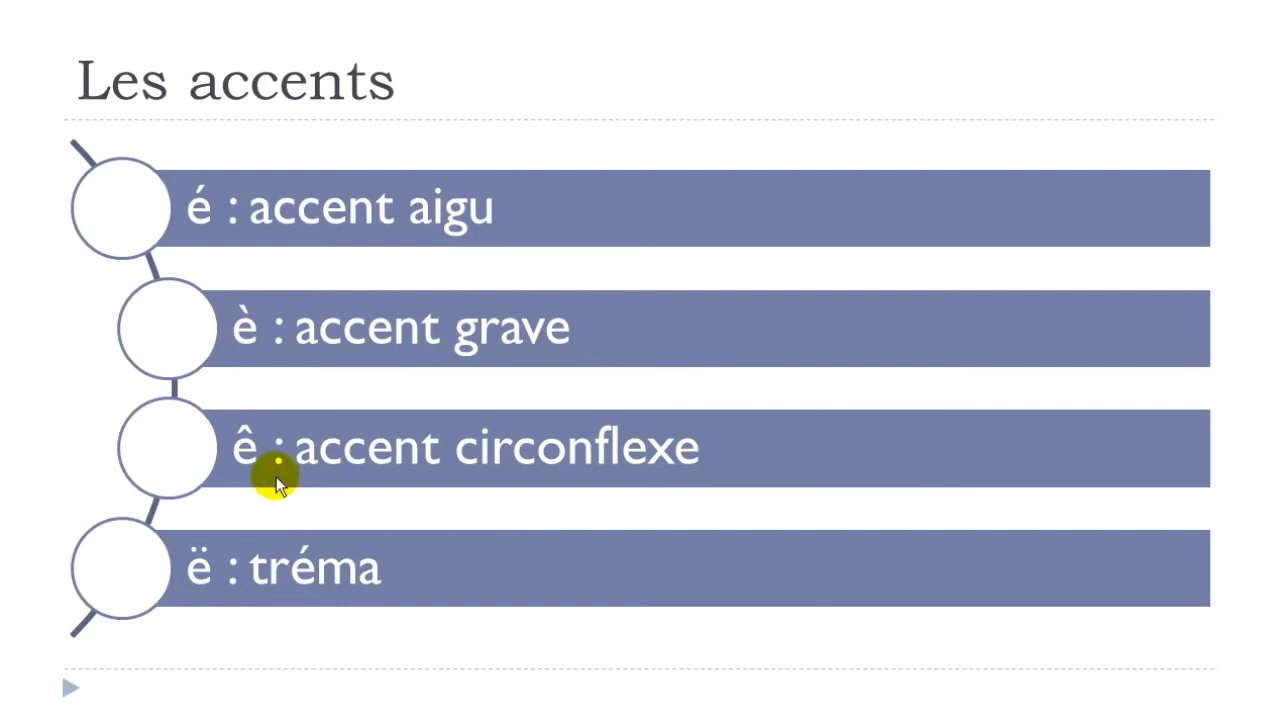 Les accents
é : accent aigu
è : accent grave
ê : accent circonflexe
ë : tréma